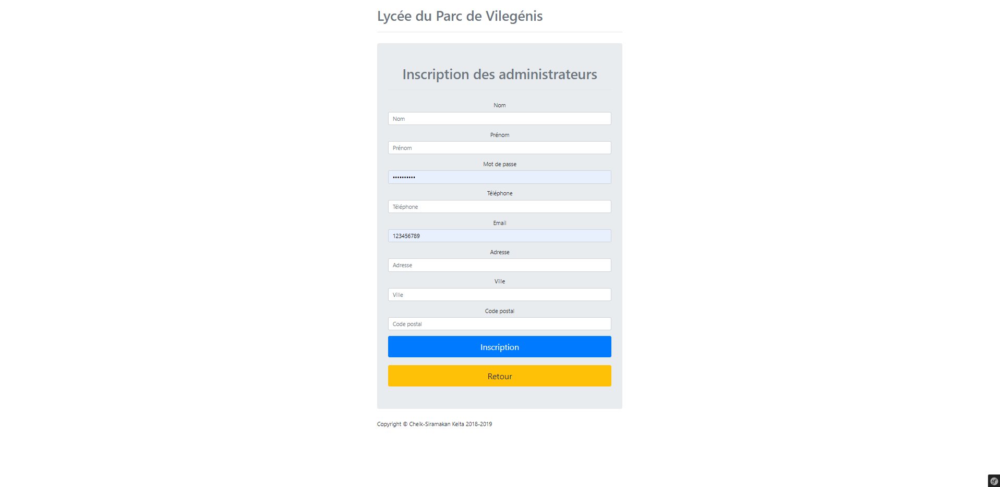 Lycée du Parc de Vilegénis
Inscription des administrateurs
Nom
Nom
Prénom
Prénom
Mot de passe
••••••••••
Téléphone
Téléphone
Email
123456789
Adresse
Adresse
Ville
Ville
Code postal
Code postal
Inscription
Retour
Copyright © Cheik-Siramakan Keita 2018-2019
sf